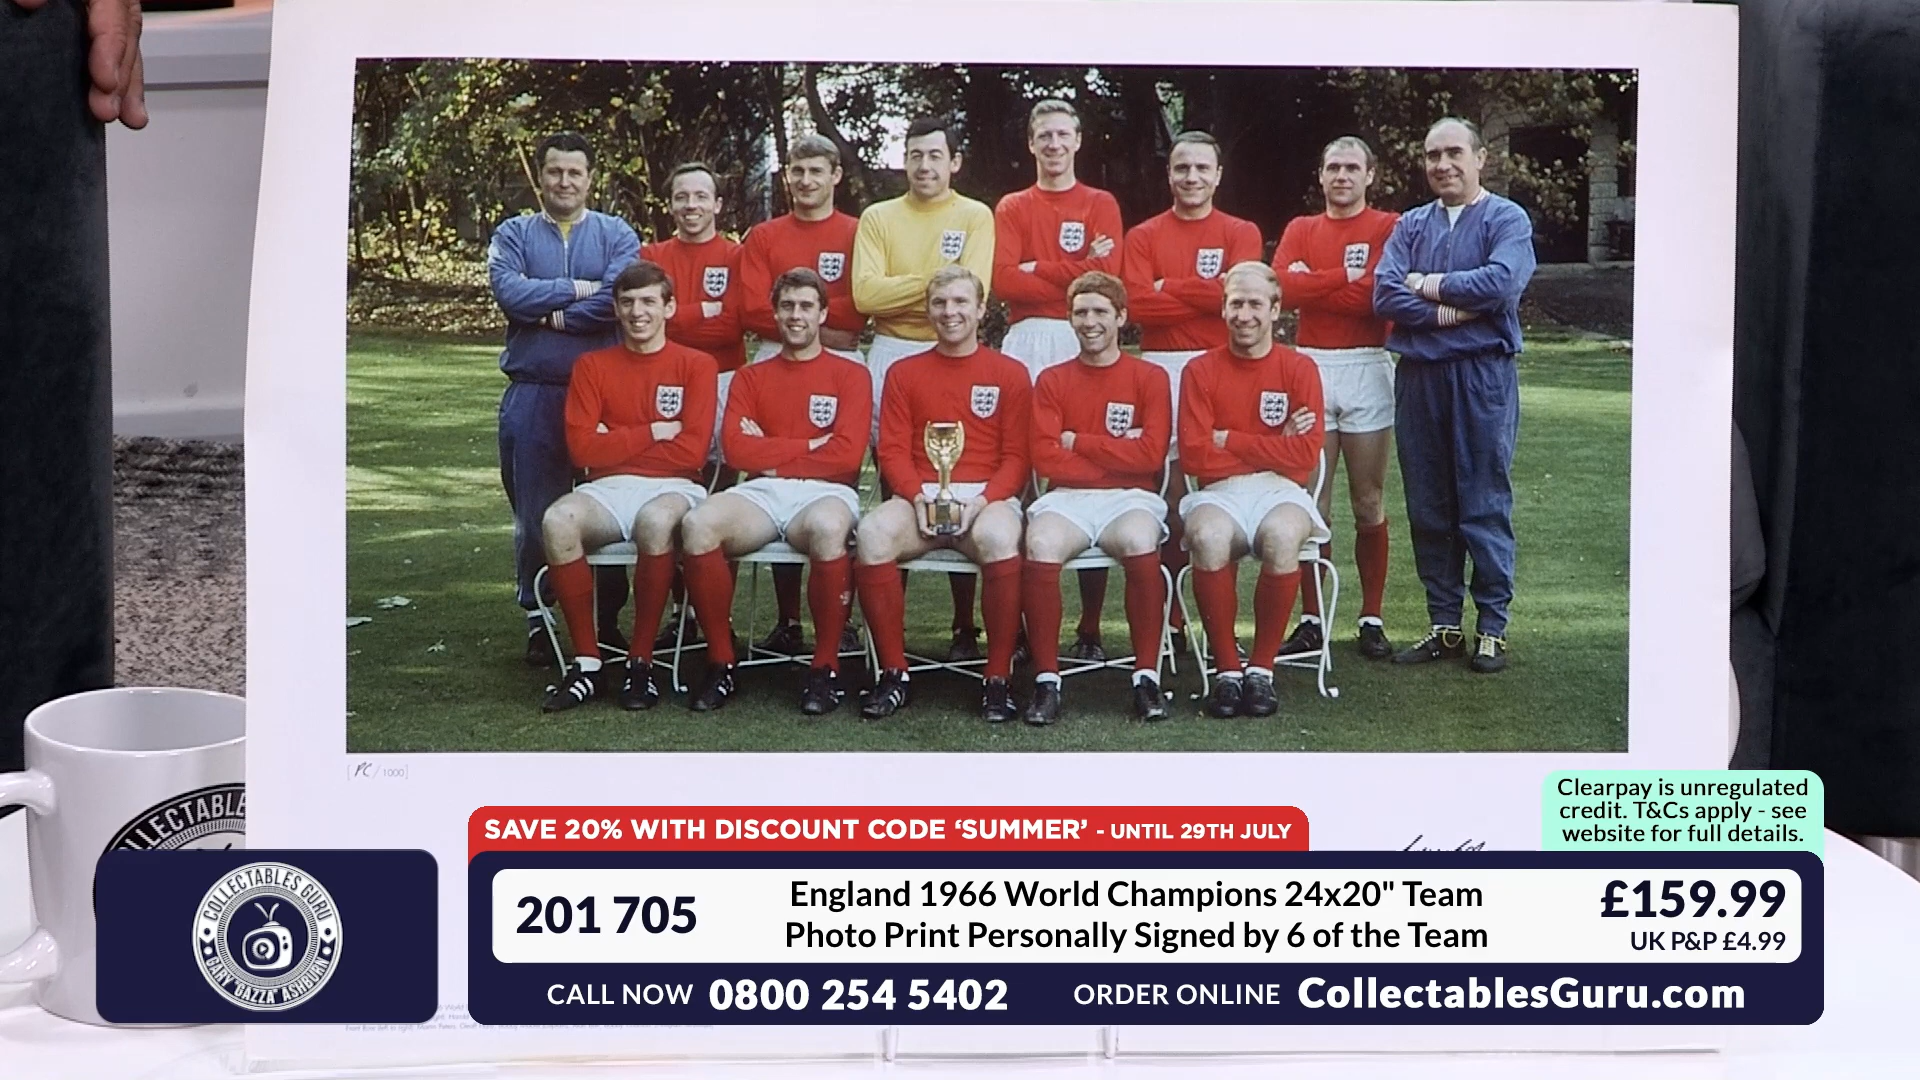 [PC/1000]
COLLECTABLE
Clearpay is unregulated
credit. T&Cs apply - see
website for full details.
SAVE 20% WITH DISCOUNT CODE ‘SUMMER’ - UNTIL 29TH JULY
COLLECTABLES GURU
GARY "GAZZA" ASHBURN
201 705
England 1966 World Champions 24x20" Team
Photo Print Personally Signed by 6 of the Team
£159.99
UK P&P £4.99
CALL NOW 0800 254 5402
ORDER ONLINE CollectablesGuru.com